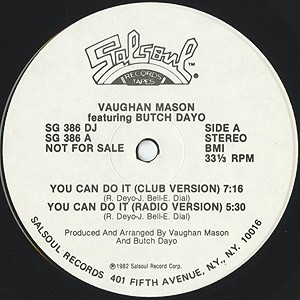 Salsoul
TM
RECORDS
TAPES
VAUGHAN MASON
featuring BUTCH DAYO
SG 386 DJ
SG 386 A
NOT FOR SALE
SIDE A
STEREO
BMI
33⅓ RPM
YOU CAN DO IT (CLUB VERSION) 7:16
(R. Deyo-J. Bell-E. Dial)
YOU CAN DO IT (RADIO VERSION) 5:30
(R. Deyo-J. Bell-E. Dial)
Produced and Arranged By Vaughan Mason
And Butch Dayo
℗1982 Salsoul Record Corp.
SALSOUL RECORDS 401 FIFTH AVENUE, N.Y., N.Y. 10016